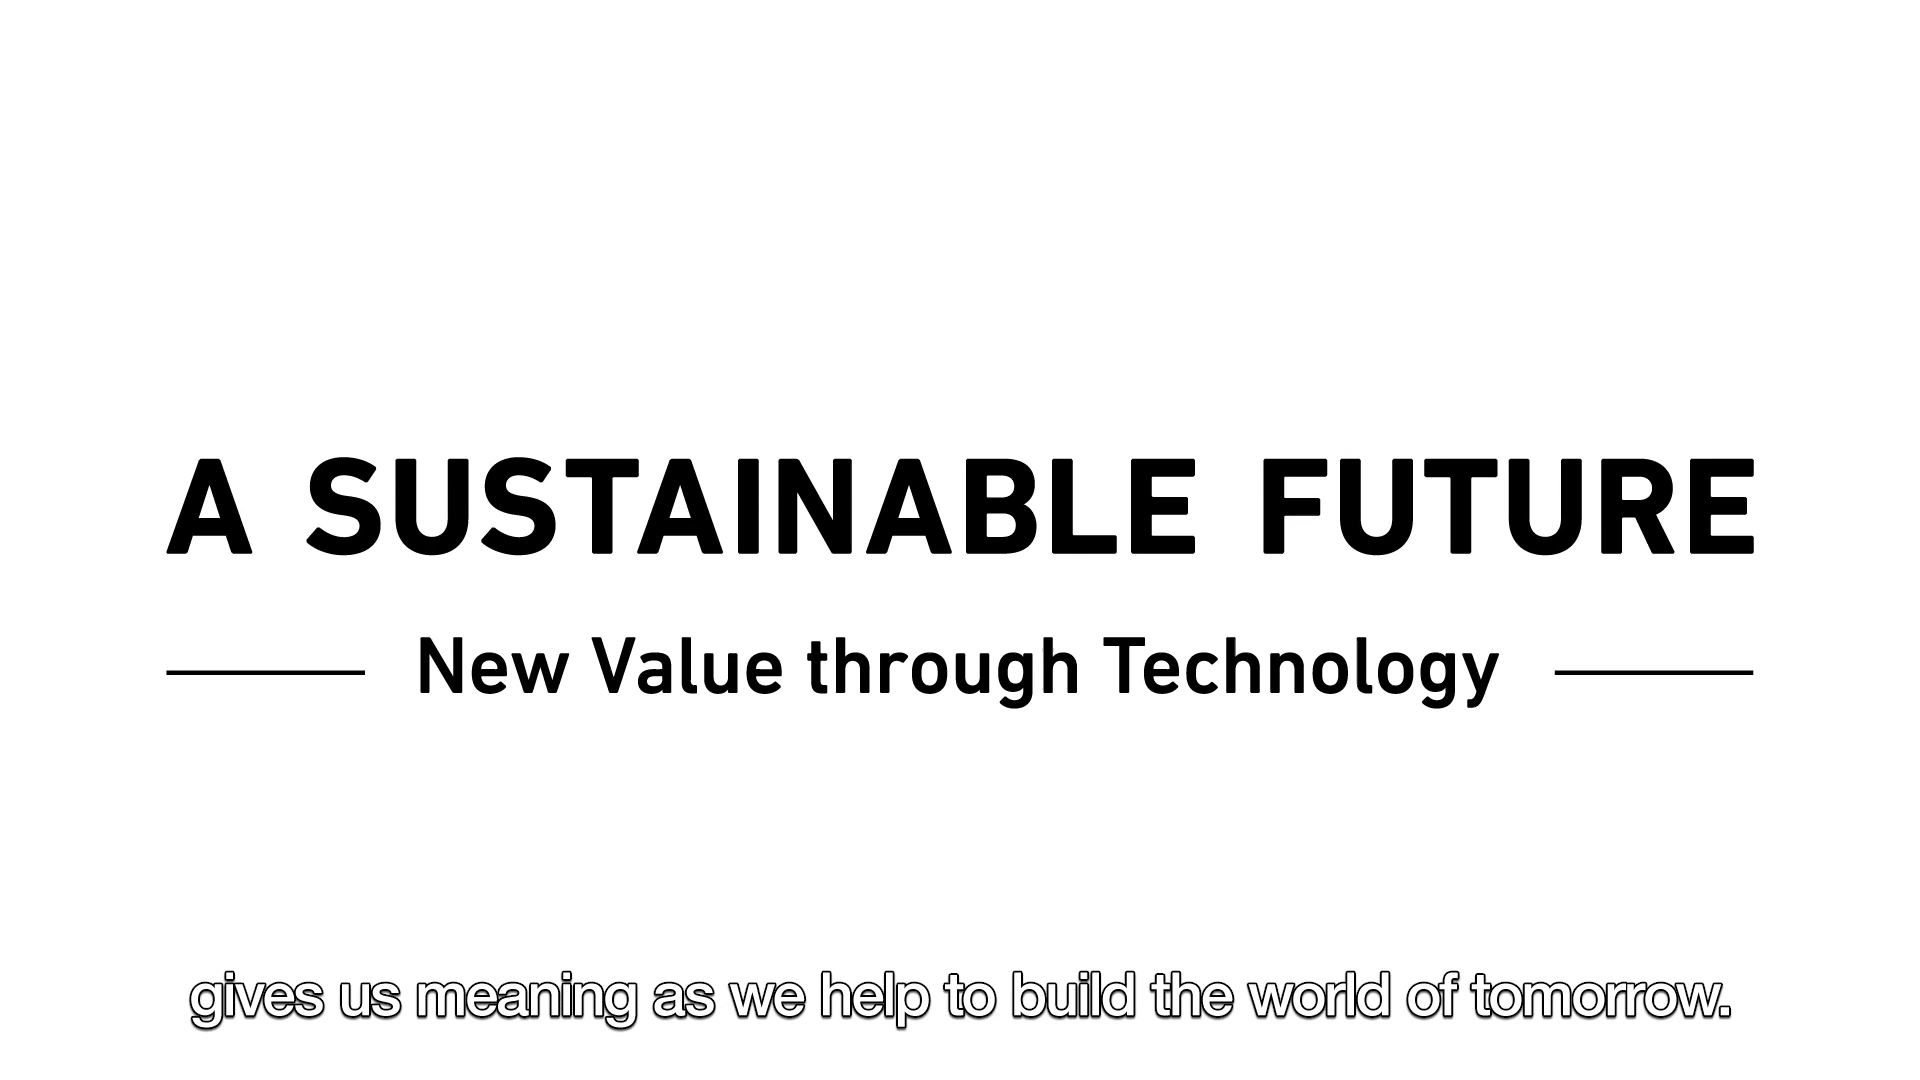 A SUSTAINABLE FUTURE
New Value through Technology
gives us meaning as we help to build the world of tomorrow.